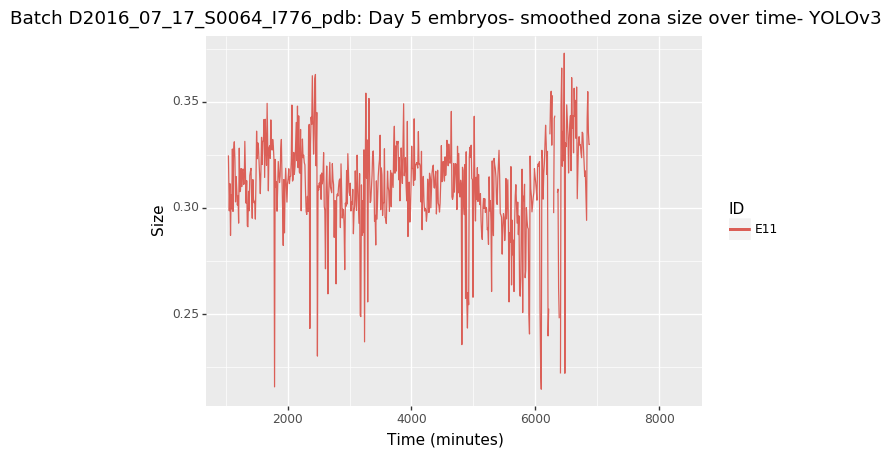 Batch D2016_07_17_S0064_I776_pdb: Day 5 embryos- smoothed zona size over time- YOLOv3
0.35
0.30
0.25
Size
2000 4000 6000 8000
Time (minutes)
ID
E11